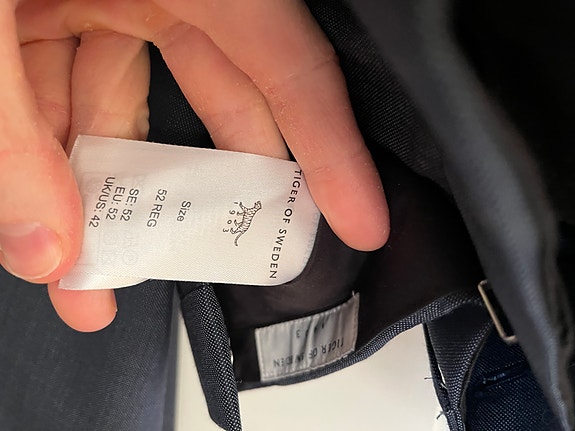 TIGER OF SWEDEN
1903
Size
52 REG
SE: 52
EU: 52
UK/US: 42
TIGER OF SWEDEN